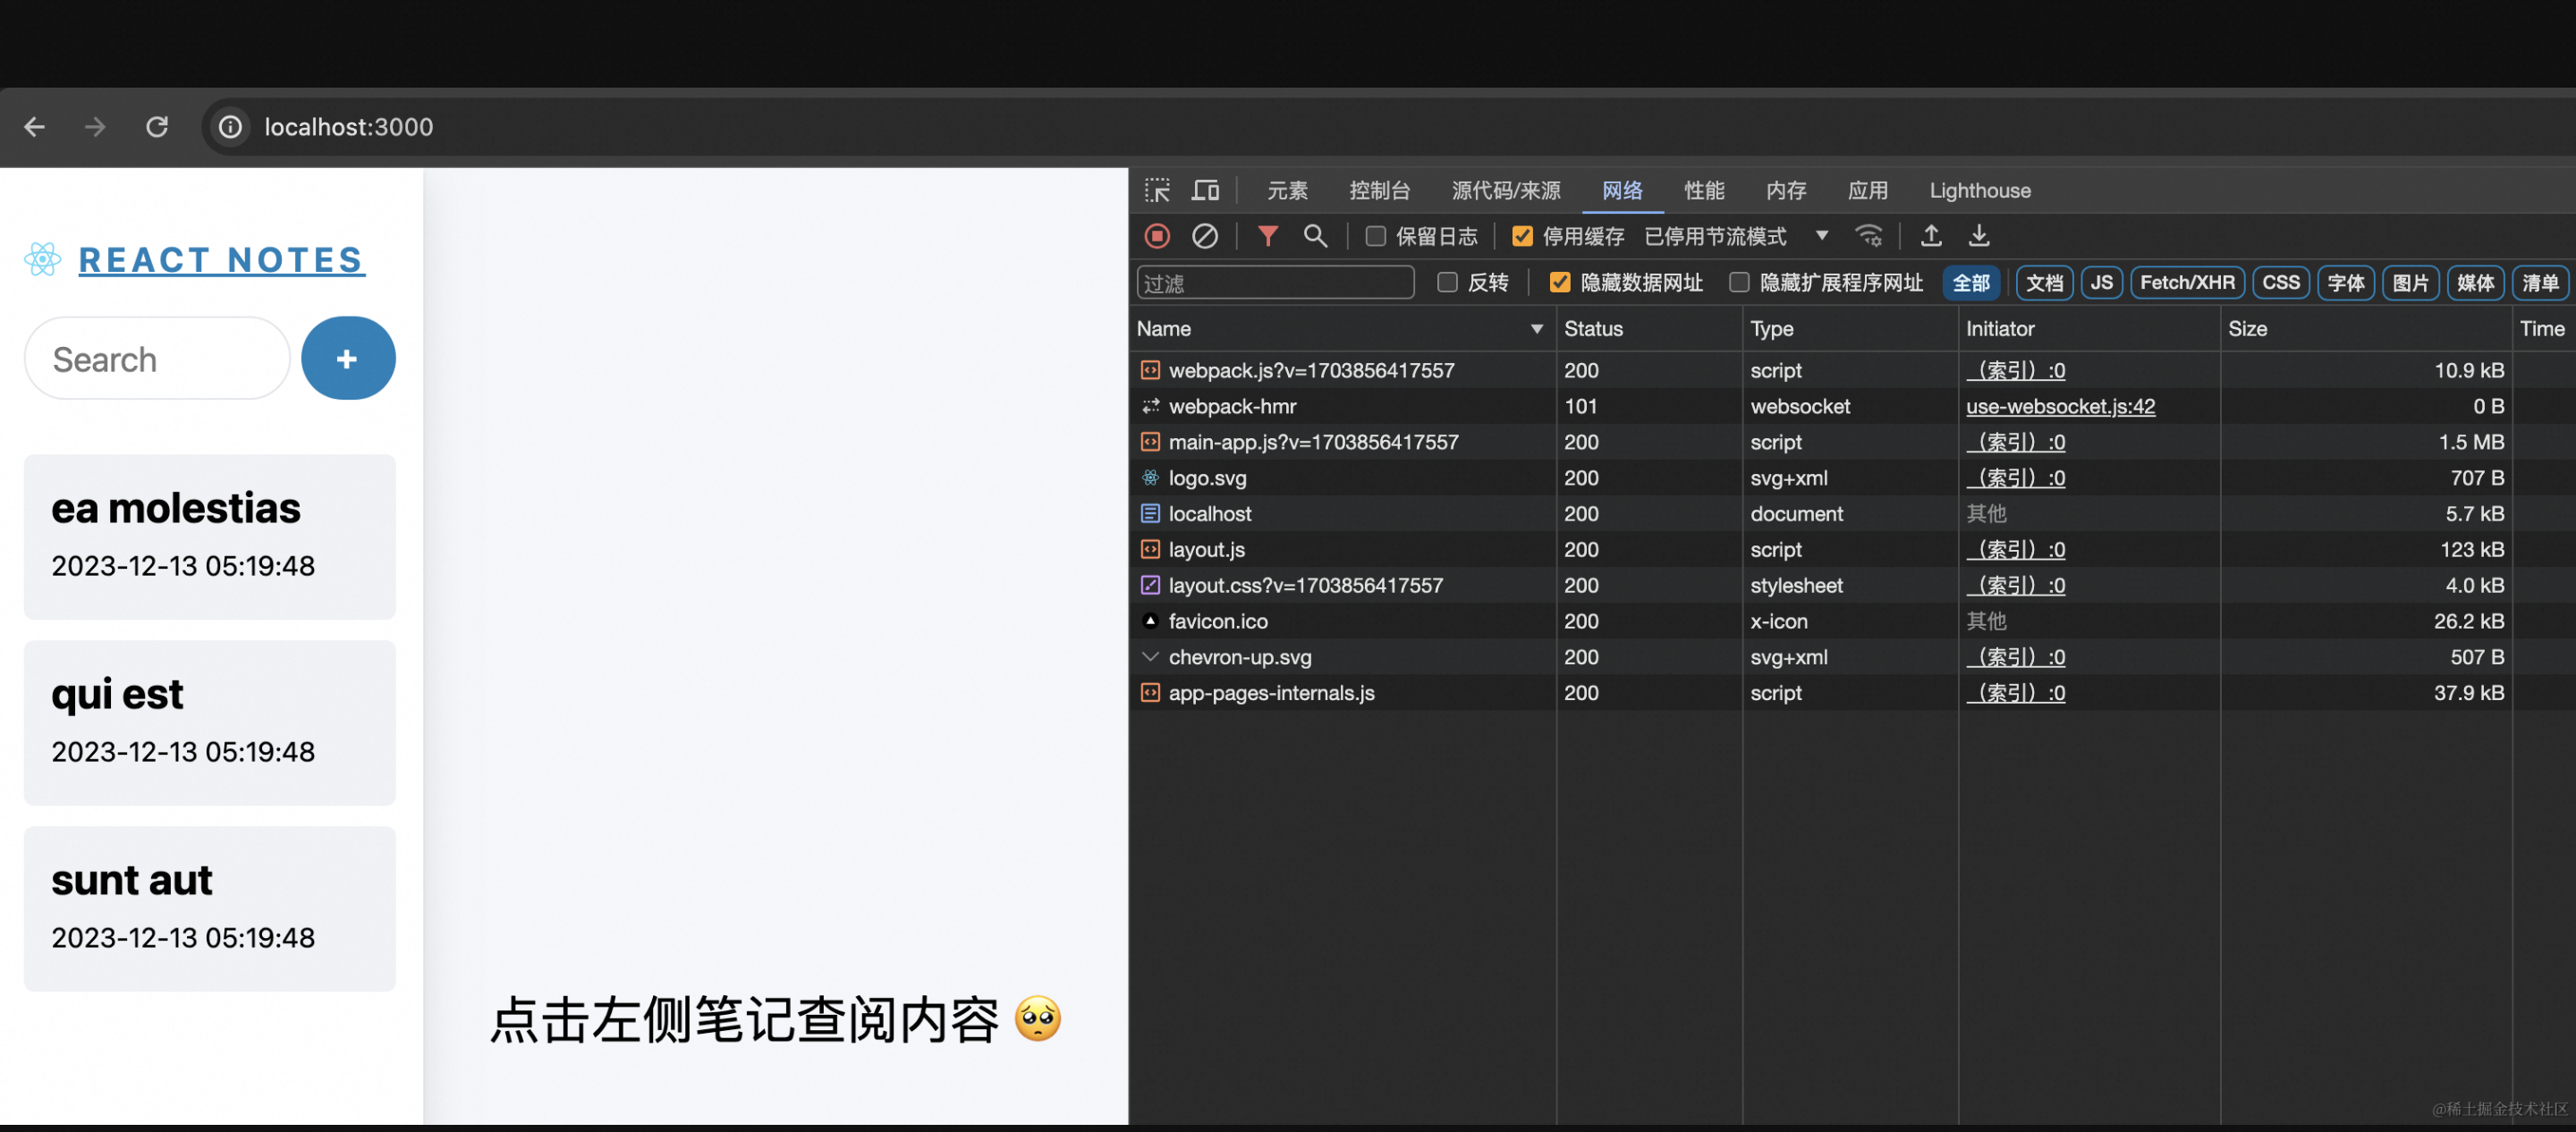 localhost:3000
REACT NOTES
Search
+
ea molestias
2023-12-13 05:19:48
qui est
2023-12-13 05:19:48
sunt aut
2023-12-13 05:19:48
点击左侧笔记查阅内容 🥺
元素 控制台 源代码/来源 网络 性能 内存 应用 Lighthouse
保留日志 停用缓存 已停用节流模式
过滤 反转 隐藏数据网址 隐藏扩展程序网址 全部 文档 JS Fetch/XHR CSS 字体 图片 媒体 清单
Name Status Type Initiator Size Time
webpack.js?v=1703856417557 200 script （索引）:0 10.9 kB
webpack-hmr 101 websocket use-websocket.js:42 0 B
main-app.js?v=1703856417557 200 script （索引）:0 1.5 MB
logo.svg 200 svg+xml （索引）:0 707 B
localhost 200 document 其他 5.7 kB
layout.js 200 script （索引）:0 123 kB
layout.css?v=1703856417557 200 stylesheet （索引）:0 4.0 kB
favicon.ico 200 x-icon 其他 26.2 kB
chevron-up.svg 200 svg+xml （索引）:0 507 B
app-pages-internals.js 200 script （索引）:0 37.9 kB
@稀土掘金技术社区